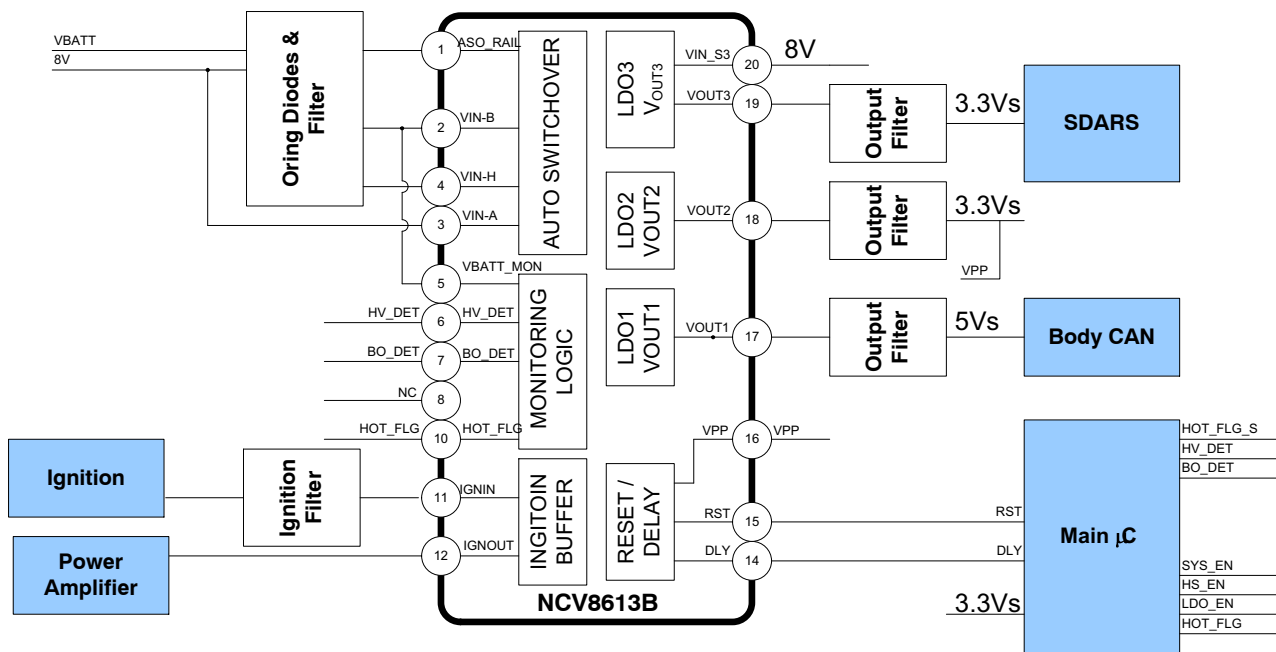 VBATT
8V
Oring Diodes &
Filter
1
ASO_RAIL
2
VIN-B
4
VIN-H
3
VIN-A
AUTO SWITCHOVER
5
VBATT_MON
HV_DET
6
HV_DET
BO_DET
7
BO_DET
NC
8
HOT_FLG
10
HOT_FLG
MONITORING
LOGIC
Ignition
Ignition
Filter
11
IGNIN
Power
Amplifier
12
IGNOUT
INGITOIN
BUFFER
LDO3
VOUT3
VIN_S3
20
8V
VOUT3
19
Output
Filter
3.3Vs
SDARS
LDO2
VOUT2
VOUT2
18
Output
Filter
3.3Vs
VPP
LDO1
VOUT1
VOUT1
17
Output
Filter
5Vs
Body CAN
RESET /
DELAY
VPP
16
VPP
RST
15
RST
DLY
14
DLY
NCV8613B
3.3Vs
Main µC
HOT_FLG_S
HV_DET
BO_DET
SYS_EN
HS_EN
LDO_EN
HOT_FLG